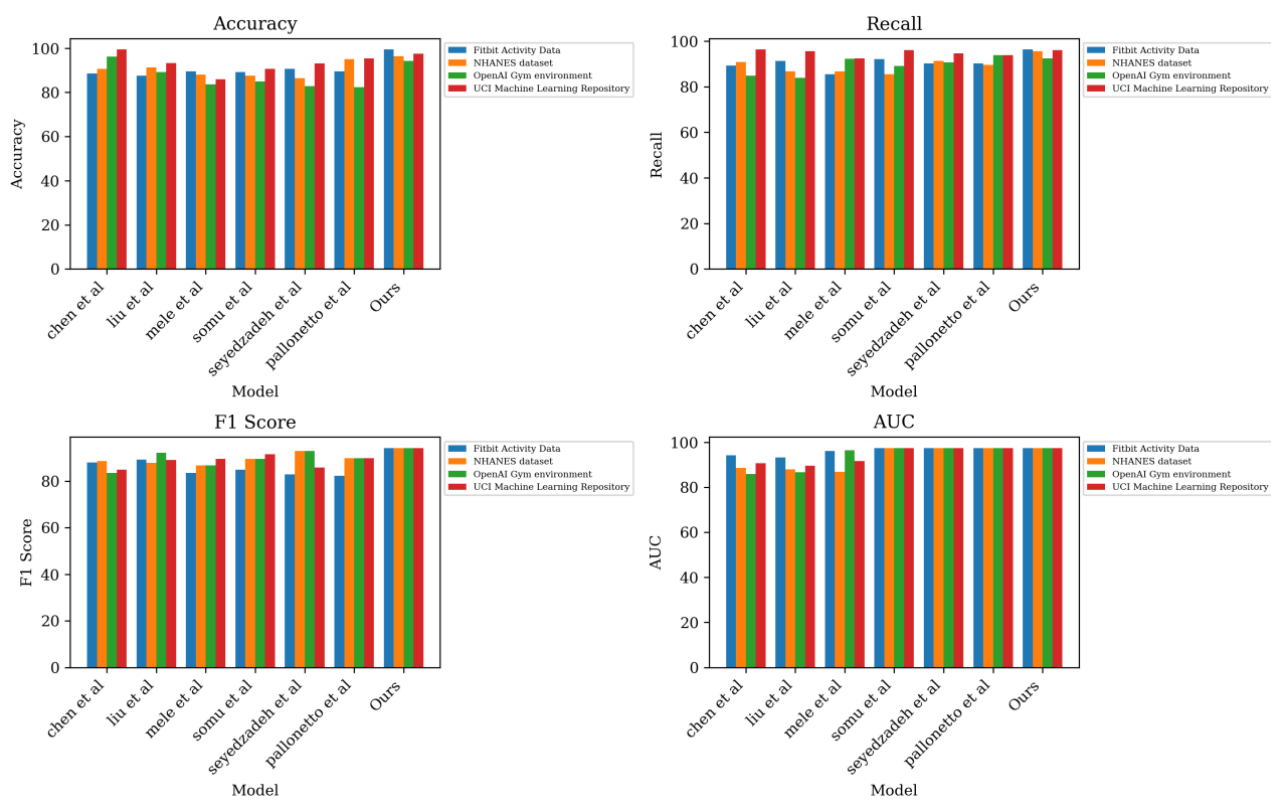 Accuracy
Accuracy
100
80
60
40
20
0
chen et al
liu et al
mele et al
somu et al
seyedzadeh et al
pallonetto et al
Ours
Model
Fitbit Activity Data
NHANES dataset
OpenAI Gym environment
UCI Machine Learning Repository
Recall
Recall
100
80
60
40
20
0
chen et al
liu et al
mele et al
somu et al
seyedzadeh et al
pallonetto et al
Ours
Model
Fitbit Activity Data
NHANES dataset
OpenAI Gym environment
UCI Machine Learning Repository
F1 Score
F1 Score
80
60
40
20
0
chen et al
liu et al
mele et al
somu et al
seyedzadeh et al
pallonetto et al
Ours
Model
Fitbit Activity Data
NHANES dataset
OpenAI Gym environment
UCI Machine Learning Repository
AUC
AUC
100
80
60
40
20
0
chen et al
liu et al
mele et al
somu et al
seyedzadeh et al
pallonetto et al
Ours
Model
Fitbit Activity Data
NHANES dataset
OpenAI Gym environment
UCI Machine Learning Repository